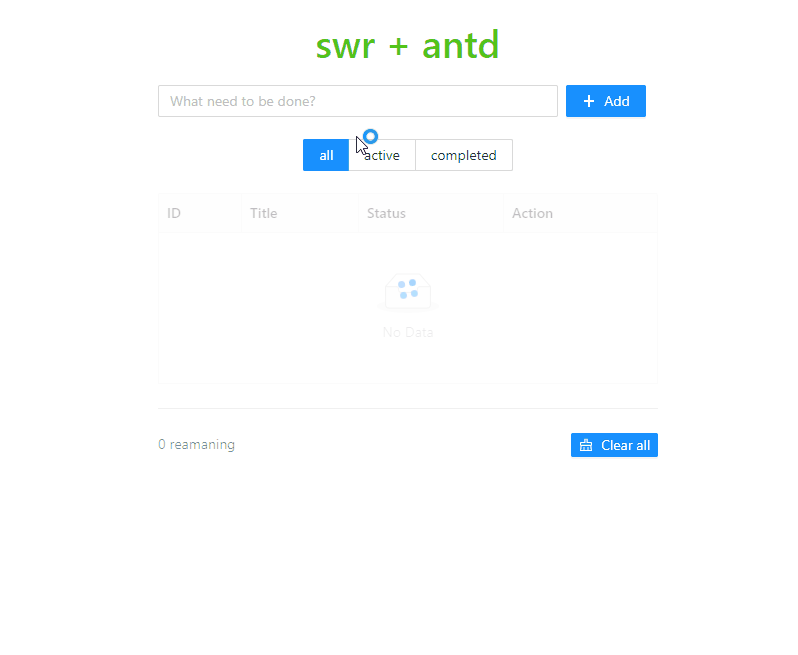 swr + antd
What need to be done?
Add
all active completed
ID Title Status Action
No Data
0 reamaning
Clear all